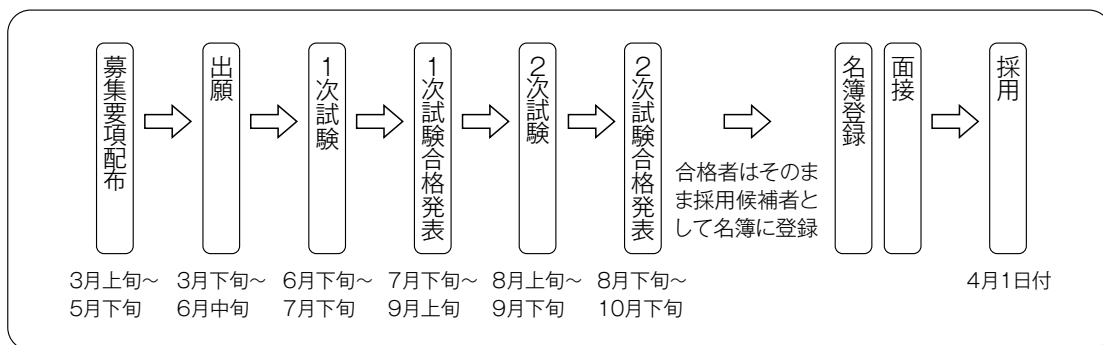 募集要項配布
3月上旬～
5月下旬
出願
3月下旬～
6月中旬
1次試験
6月下旬～
7月下旬
1次試験合格発表
7月下旬～
9月上旬
2次試験
8月上旬～
9月下旬
2次試験合格発表
8月下旬～
10月下旬
合格者はそのま
ま採用候補者と
して名簿に登録
名簿登録
面接
採用
4月1日付